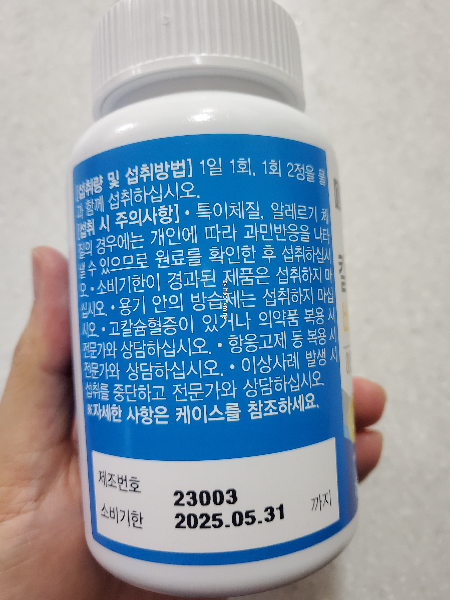 [섭취량 및 섭취방법] 1일 1회, 1회 2정을 물
과 함께 섭취하십시오.
[섭취 시 주의사항] • 특이체질, 알레르기 체
질의 경우에는 개인에 따라 과민반응을 나타
낼 수 있으므로 원료를 확인한 후 섭취하십시
오 • 소비기한이 경과된 제품은 섭취하지 마
십시오 • 용기 안의 방습제는 섭취하지 마십
시오 • 고칼슘혈증이 있거나 의약품 복용 시
전문가와 상담하십시오. • 항응고제 등 복용 시
전문가와 상담하십시오. • 이상사례 발생 시
섭취를 중단하고 전문가와 상담하십시오.
※자세한 사항은 케이스를 참조하세요.
제조번호 23003
소비기한 2025.05.31 까지